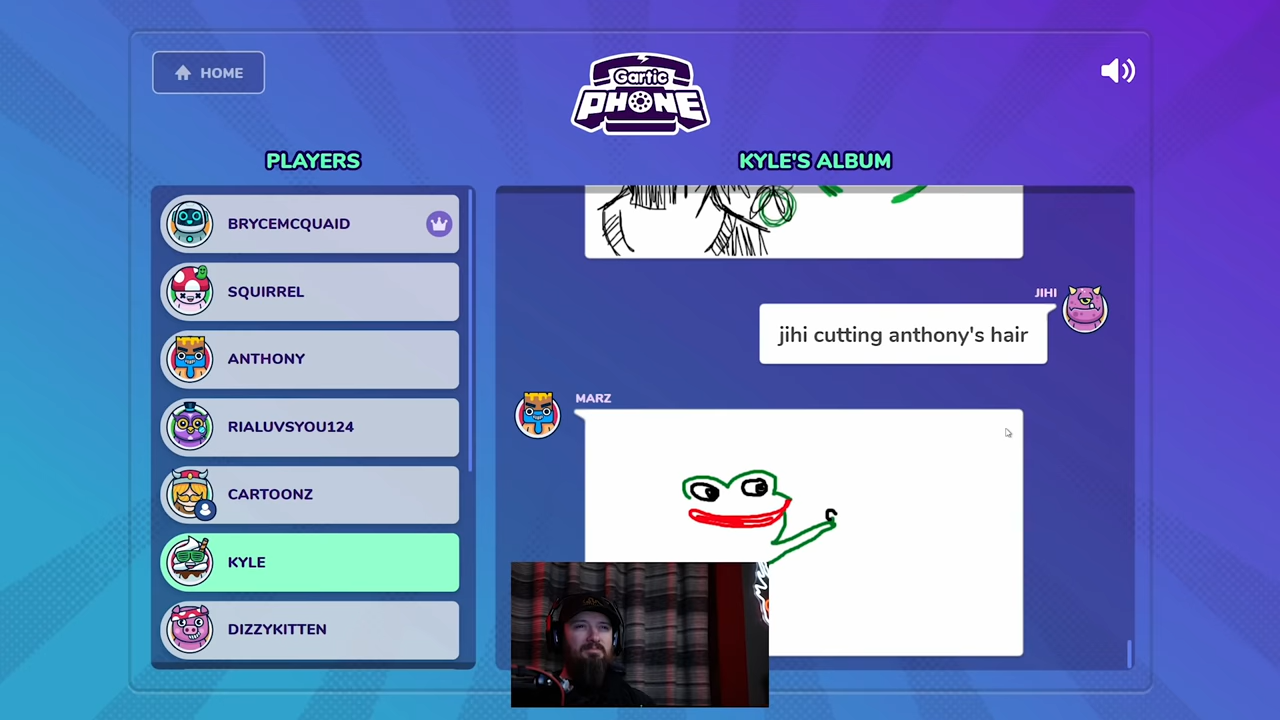 HOME
Gartic
PHONE
PLAYERS
KYLE'S ALBUM
BRYCEMCQUAID
SQUIRREL
ANTHONY
RIALUVSYOU124
CARTOONZ
KYLE
DIZZYKITTEN
JIHI
jihi cutting anthony's hair
MARZ